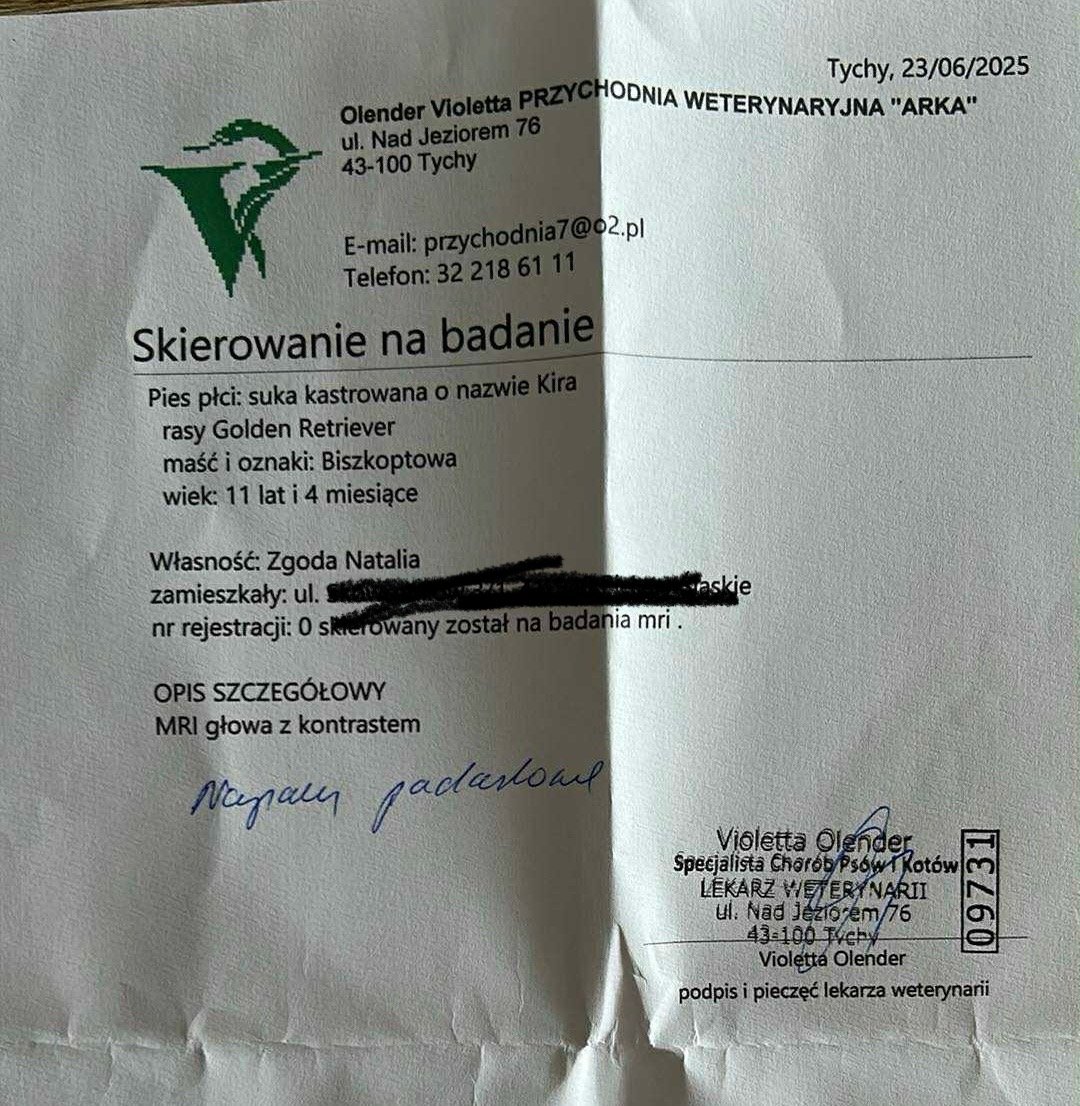 Tychy, 23/06/2025
Olender Violetta PRZYCHODNIA WETERYNARYJNA "ARKA"
ul. Nad Jeziorem 76
43-100 Tychy
E-mail: przychodnia7@o2.pl
Telefon: 32 218 61 11
Skierowanie na badanie
Pies płci: suka kastrowana o nazwie Kira
rasy Golden Retriever
maść i oznaki: Biszkoptowa
wiek: 11 lat i 4 miesiące
Własność: Zgoda Natalia
zamieszkały: ul.
nr rejestracji: 0 skierowany został na badania mri .
OPIS SZCZEGÓŁOWY
MRI głowa z kontrastem
Napady padaczkowe
Violetta Olender
Specjalista Chorób Psów i Kotów
LEKARZ WETERYNARII
ul. Nad Jeziorem 76
43-100 Tychy
09731
Violetta Olender
podpis i pieczęć lekarza weterynarii